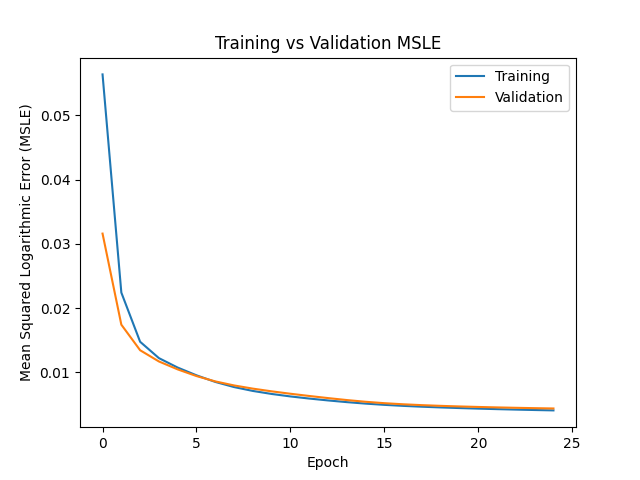 Training vs Validation MSLE
Training
Validation
Mean Squared Logarithmic Error (MSLE)
0.05
0.04
0.03
0.02
0.01
0
5
10
15
20
25
Epoch